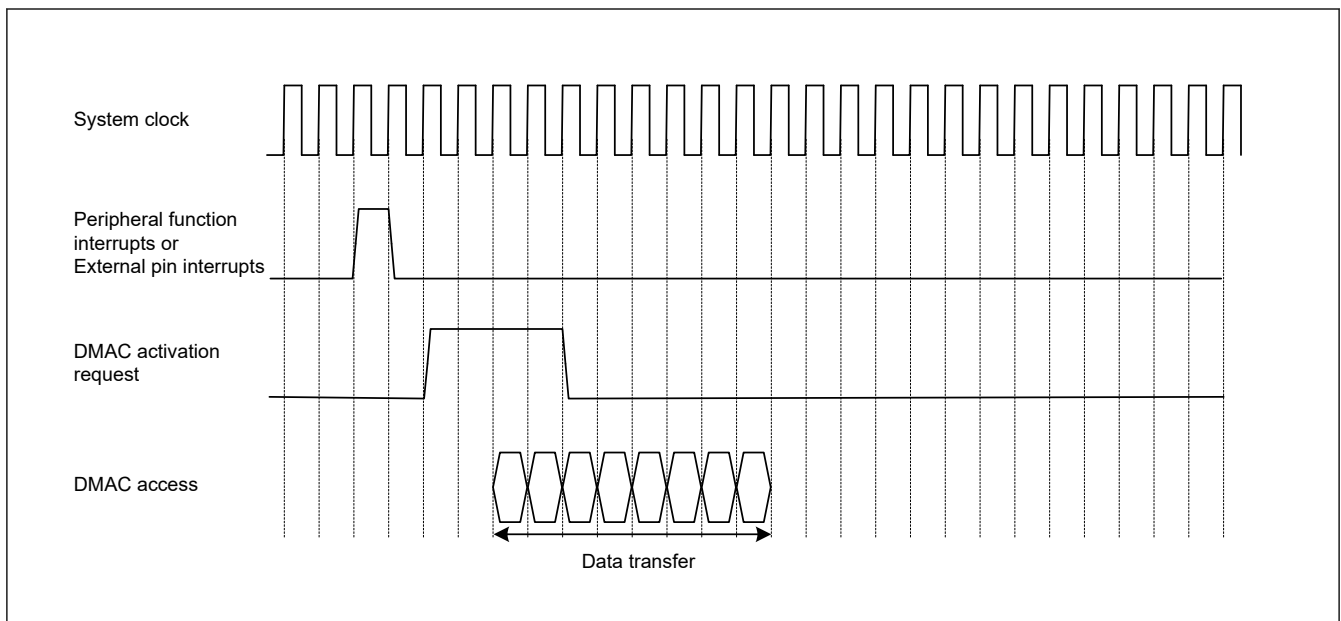 System clock
Peripheral function
interrupts or
External pin interrupts
DMAC activation
request
DMAC access
Data transfer